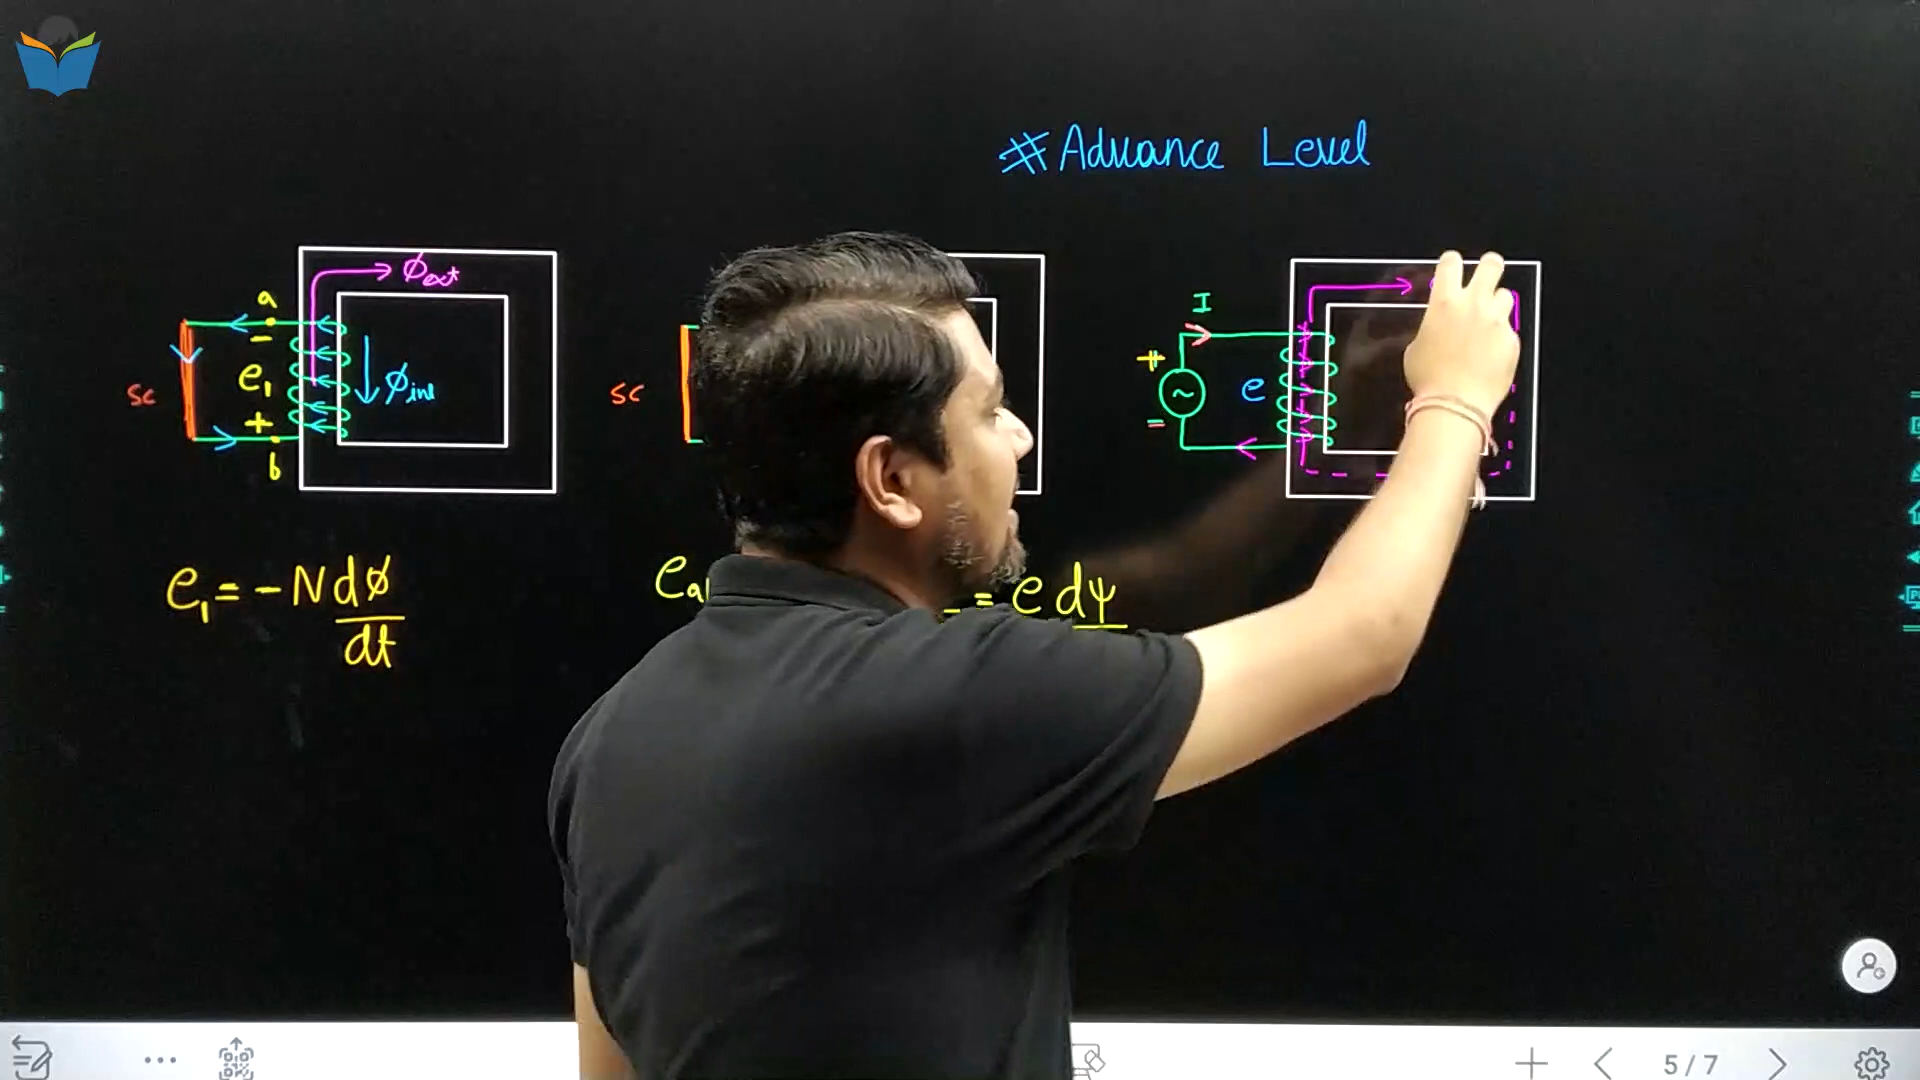 # Advance Level
a
ϕext
−
e₁
+
b
SC
ϕind
e₁ = − N dϕ/dt
SC
I
+
e
−
~
= e dψ
5/7